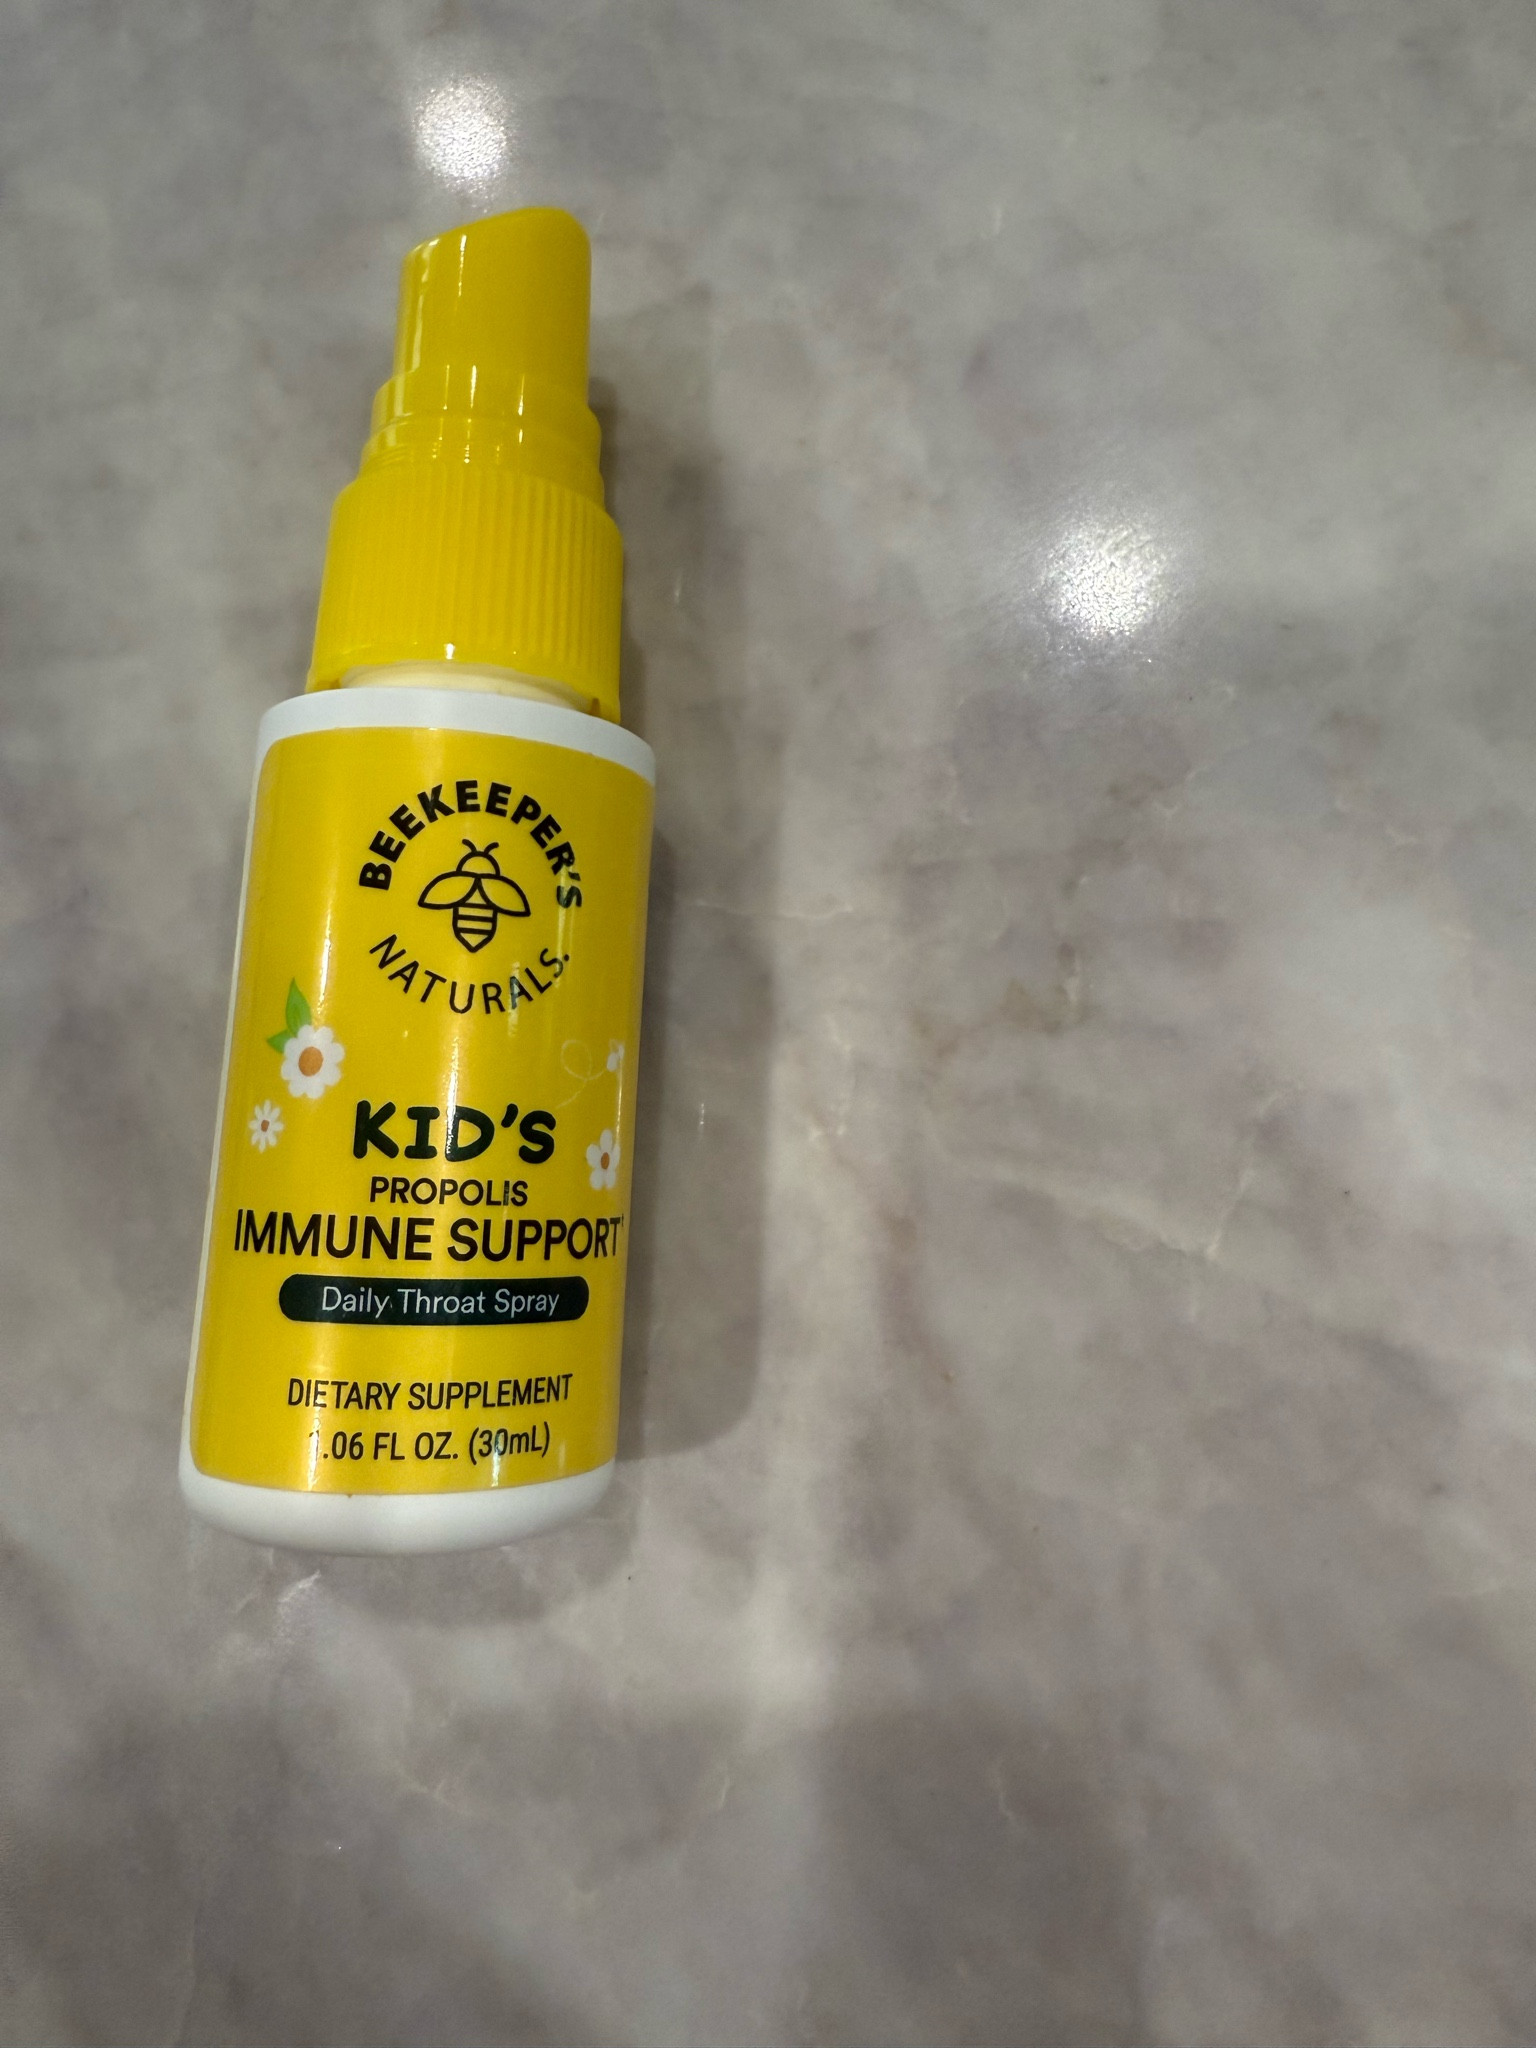 BEEKEEPER'S
NATURALS.
KID'S
PROPOLIS
IMMUNE SUPPORT†
Daily Throat Spray
DIETARY SUPPLEMENT
1.06 FL OZ. (30mL)